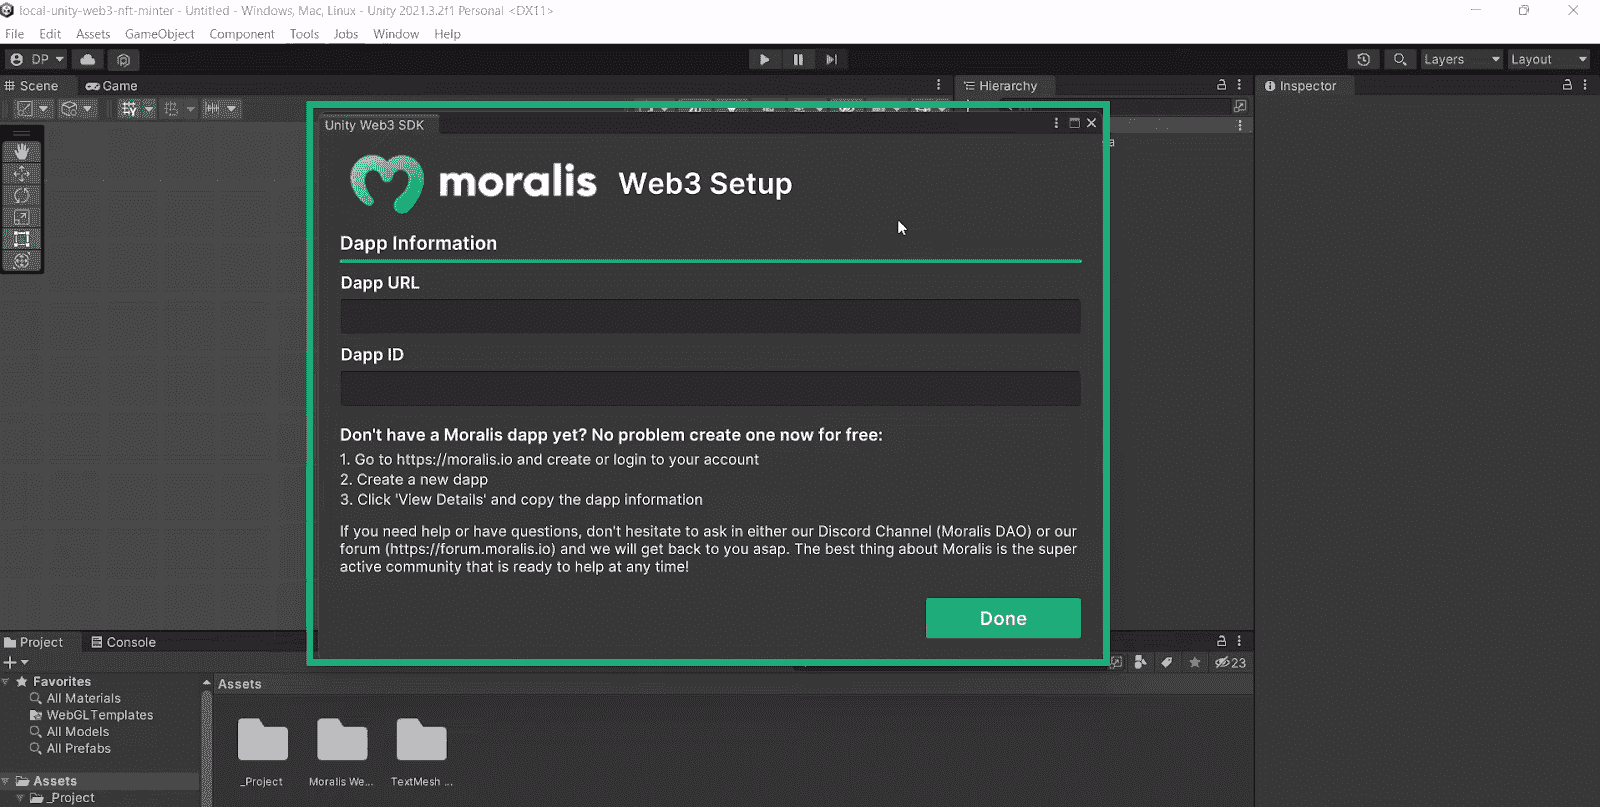 local-unity-web3-nft-minter - Untitled - Windows, Mac, Linux - Unity 2021.3.2f1 Personal <DX11>
File Edit Assets GameObject Component Tools Jobs Window Help
DP
Layers
Layout
Scene
Game
Hierarchy
Inspector
Unity Web3 SDK
moralis Web3 Setup
Dapp Information
Dapp URL
Dapp ID
Don't have a Moralis dapp yet? No problem create one now for free:
1. Go to https://moralis.io and create or login to your account
2. Create a new dapp
3. Click 'View Details' and copy the dapp information
If you need help or have questions, don't hesitate to ask in either our Discord Channel (Moralis DAO) or our
forum (https://forum.moralis.io) and we will get back to you asap. The best thing about Moralis is the super
active community that is ready to help at any time!
Done
Project
Console
23
Favorites
All Materials
WebGLTemplates
All Models
All Prefabs
Assets
_Project
Assets
_Project
Moralis We...
TextMesh ...